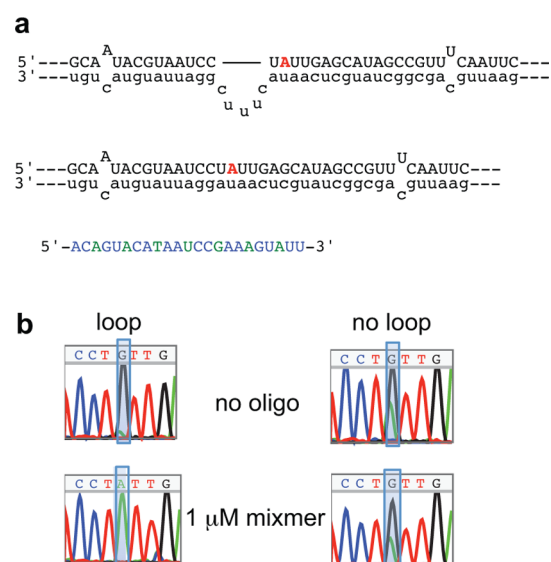 a
A U
5'---GCA UACGUAAUCC —— UAUUGAGCAUAGCCGUU CAAUUC---
3'---ugu auguauuagg auaacucguaucggcga guuaag---
c c c c
u u u
A U
5'---GCA UACGUAAUCCUAUUGAGCAUAGCCGUU CAAUUC---
3'---ugu auguauuaggauaacucguaucggcga guuaag---
c c
5'-ACAGUACATAAUCCGAAAGUAUU-3'
b
loop no loop
CCTGTTG CCTGTTG
no oligo
CCTATTG CCTGTTG
1 μM mixmer